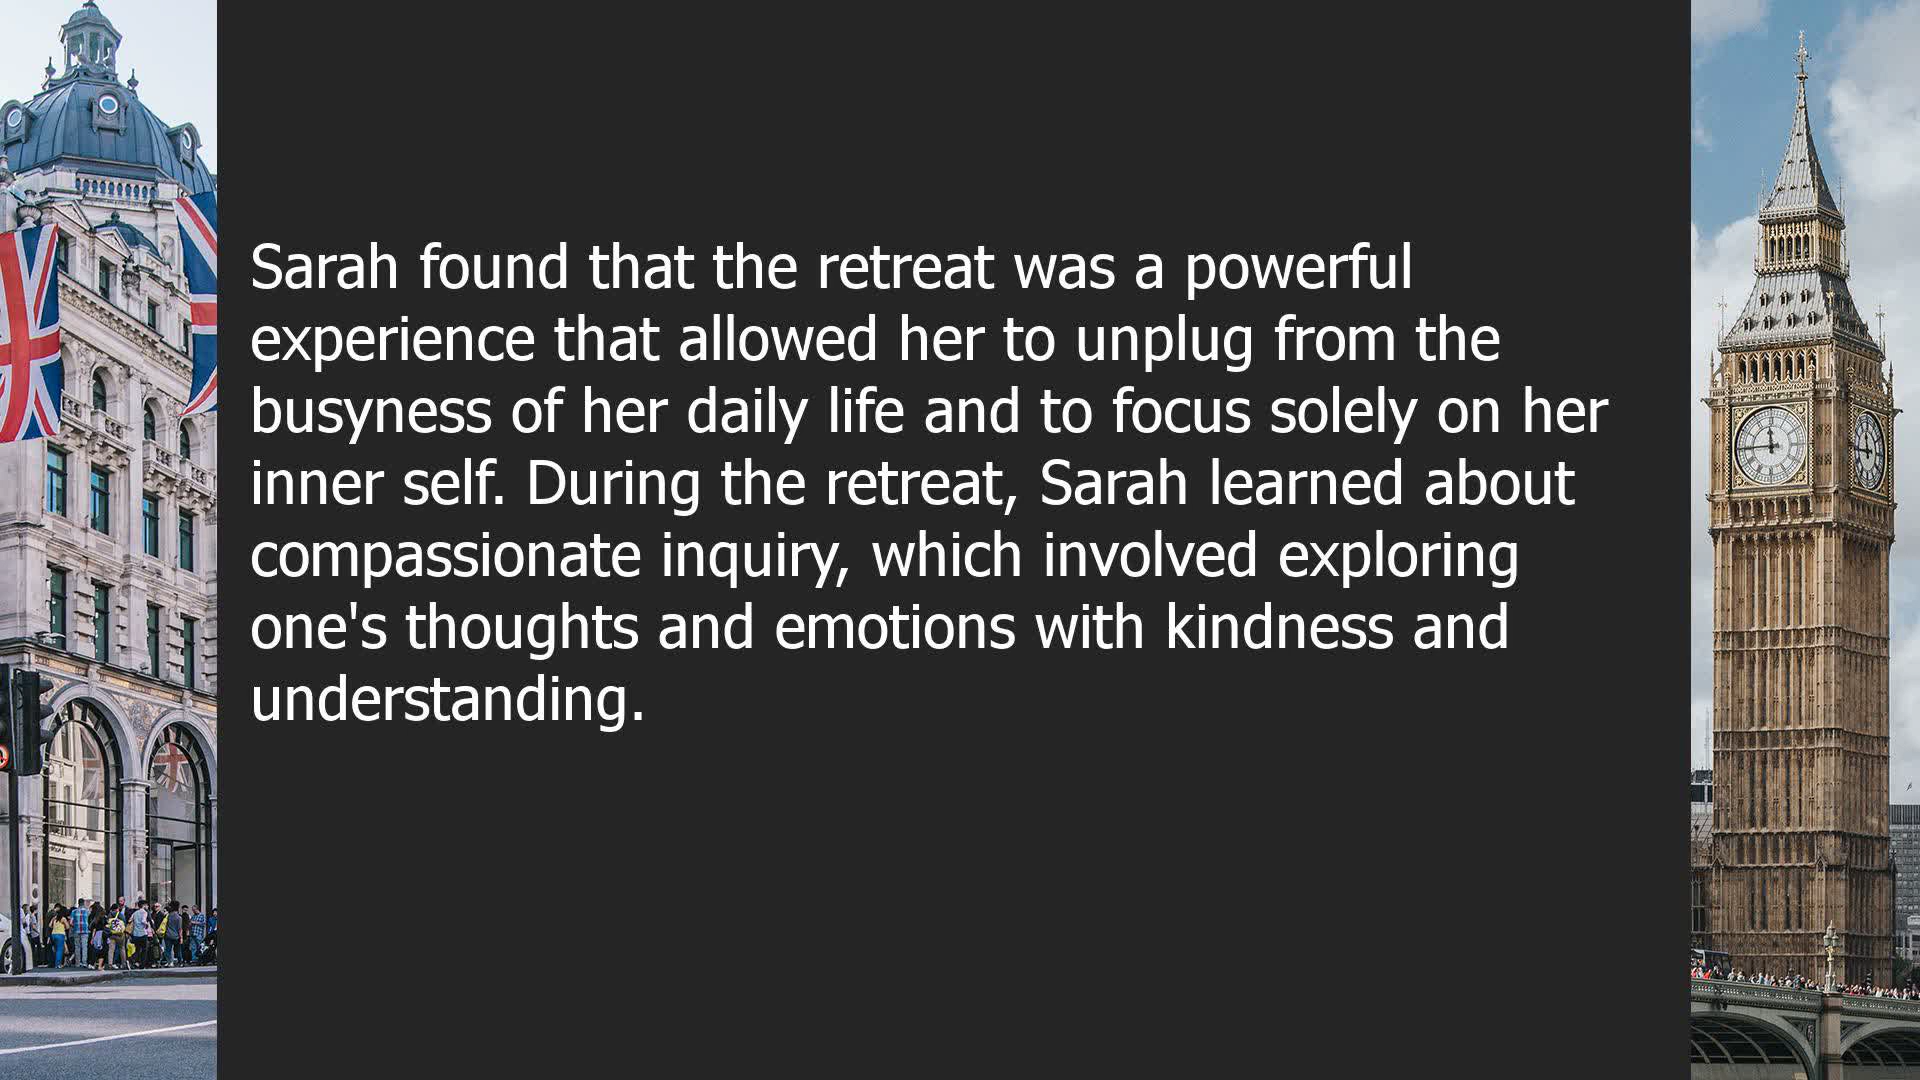 Sarah found that the retreat was a powerful
experience that allowed her to unplug from the
busyness of her daily life and to focus solely on her
inner self. During the retreat, Sarah learned about
compassionate inquiry, which involved exploring
one's thoughts and emotions with kindness and
understanding.